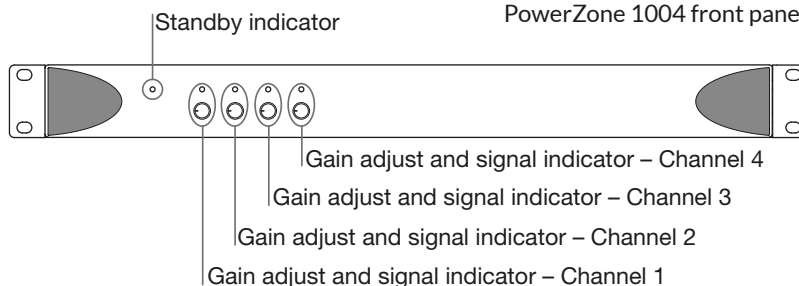 Standby indicator
PowerZone 1004 front pane
Gain adjust and signal indicator – Channel 4
Gain adjust and signal indicator – Channel 3
Gain adjust and signal indicator – Channel 2
Gain adjust and signal indicator – Channel 1